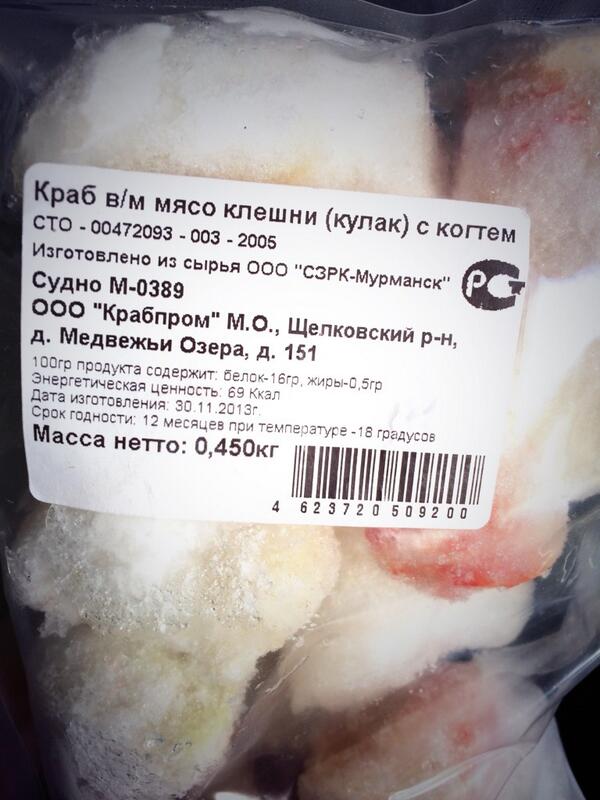 Краб в/м мясо клешни (кулак) с когтем
СТО - 00472093 - 003 - 2005
Изготовлено из сырья ООО "СЗРК-Мурманск"
Судно М-0389
ООО "Крабпром" М.О., Щелковский р-н,
д. Медвежьи Озера, д. 151
100гр продукта содержит: белок-16гр, жиры-0,5гр
Энергетическая ценность: 69 Ккал
Дата изготовления: 30.11.2013г.
Срок годности: 12 месяцев при температуре -18 градусов
Масса нетто: 0,450кг
4 623720 509200